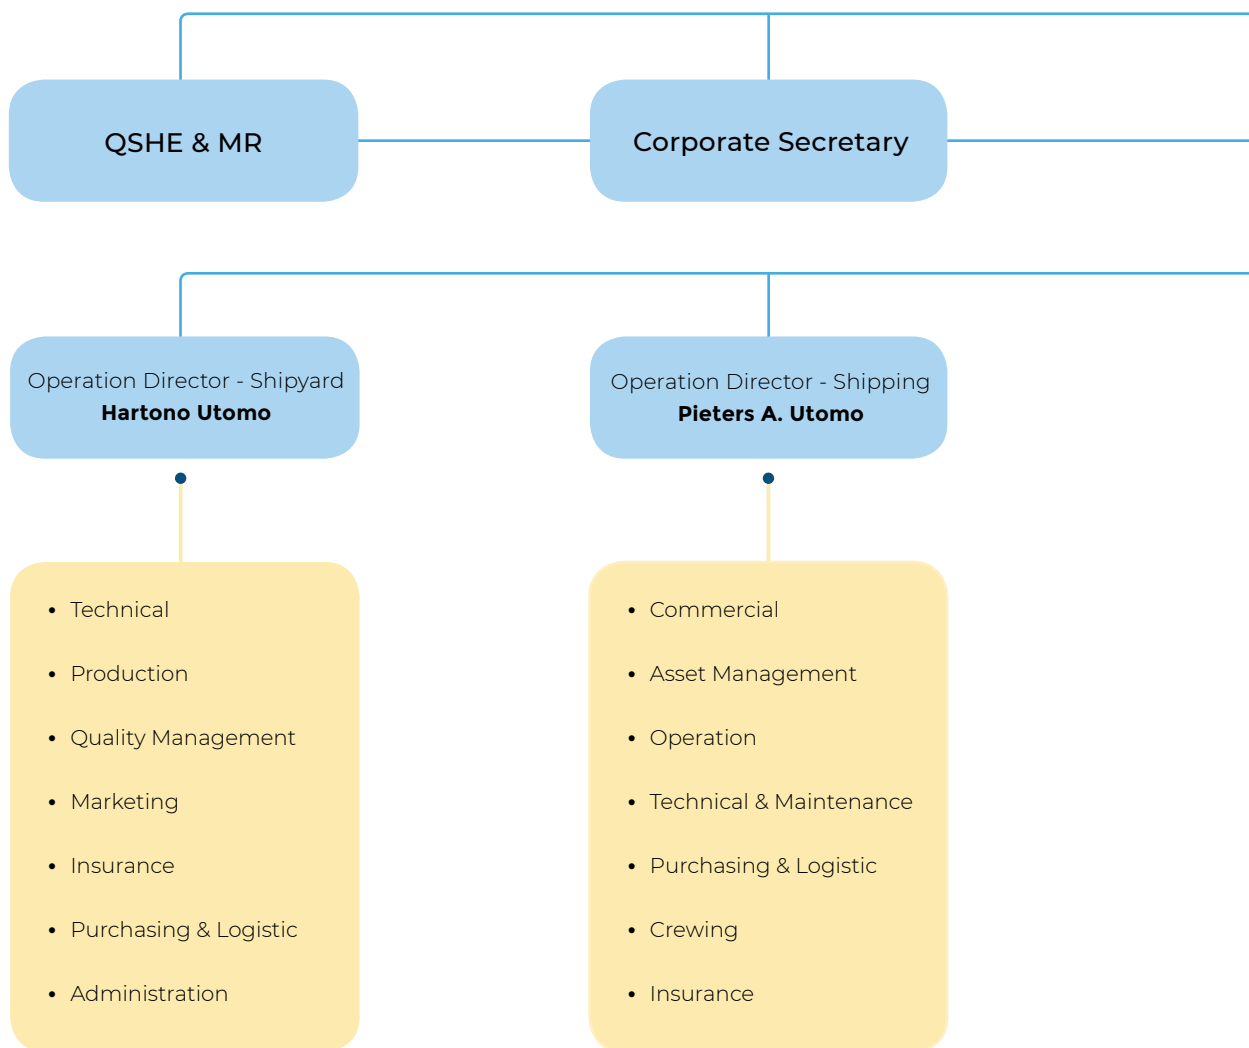 QSHE & MR
Corporate Secretary
Operation Director - Shipyard
Hartono Utomo
Operation Director - Shipping
Pieters A. Utomo
• Technical
• Production
• Quality Management
• Marketing
• Insurance
• Purchasing & Logistic
• Administration
• Commercial
• Asset Management
• Operation
• Technical & Maintenance
• Purchasing & Logistic
• Crewing
• Insurance